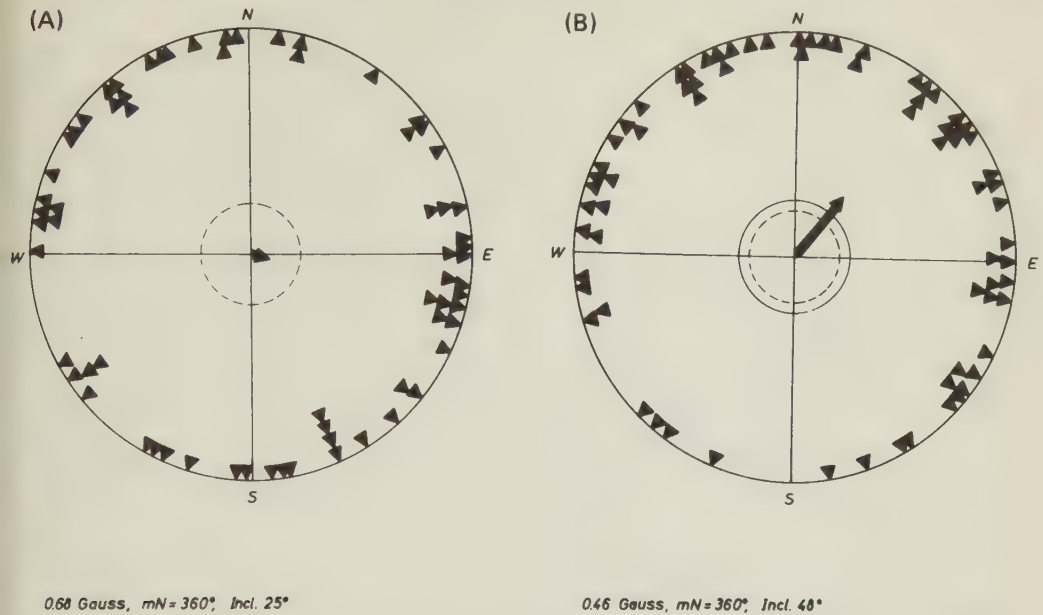 (A)
N
W
E
S
0.68 Gauss, mN = 360°, Incl. 25°
(B)
N
W
E
S
0.46 Gauss, mN = 360°, Incl. 48°